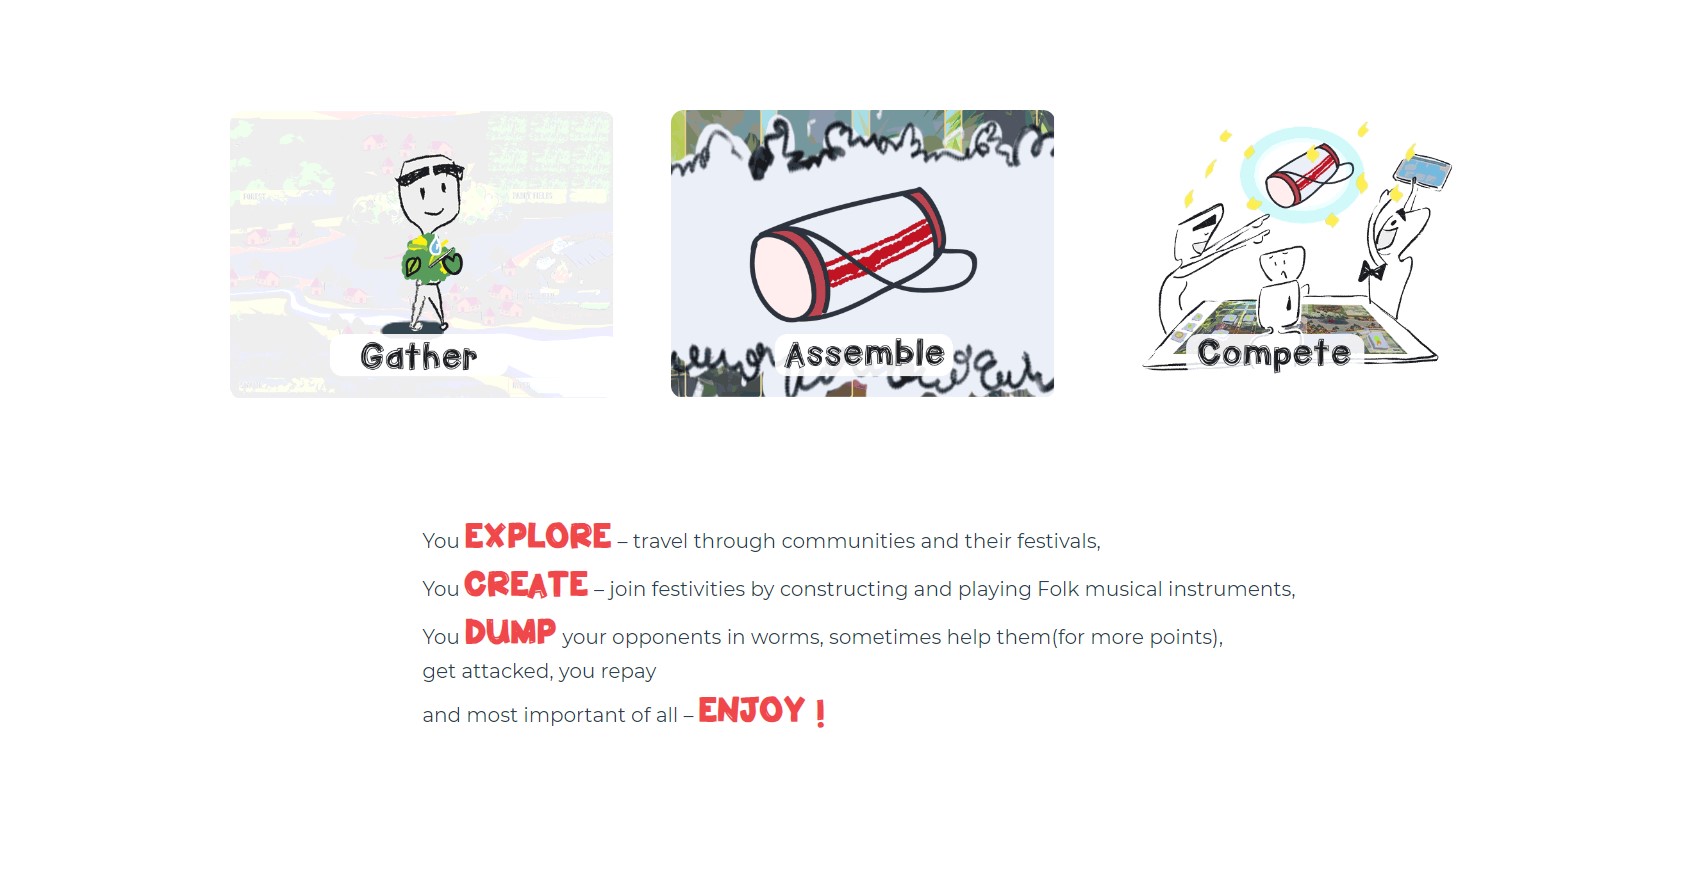 Gather
Assemble
Compete
You EXPLORE – travel through communities and their festivals,
You CREATE – join festivities by constructing and playing Folk musical instruments,
You DUMP your opponents in worms, sometimes help them(for more points),
get attacked, you repay
and most important of all – ENJOY !